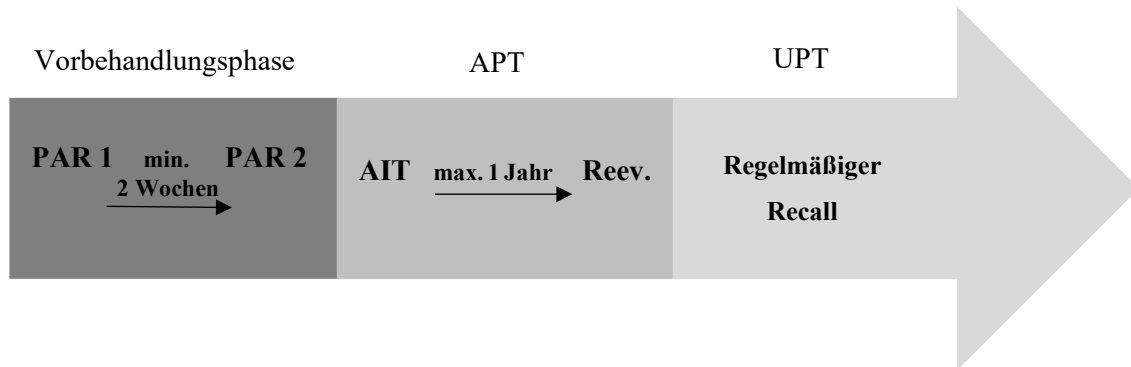 Vorbehandlungsphase APT UPT
PAR 1 min. PAR 2
2 Wochen
AIT max. 1 Jahr Reev.
Regelmäßiger
Recall